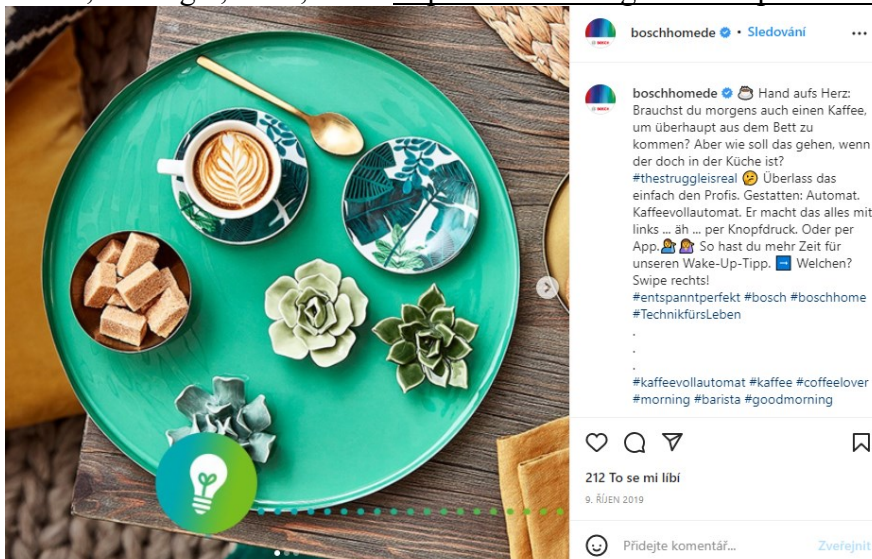 boschhomede • Sledování
boschhomede Hand aufs Herz:
Brauchst du morgens auch einen Kaffee,
um überhaupt aus dem Bett zu
kommen? Aber wie soll das gehen, wenn
der doch in der Küche ist?
#thestruggleisreal 😕 Überlass das
einfach den Profis. Gestatten: Automat.
Kaffeevollautomat. Er macht das alles mit
links ... äh ... per Knopfdruck. Oder per
App. 🤷‍♂️ 🤷‍♀️ So hast du mehr Zeit für
unseren Wake-Up-Tipp. ➡️ Welchen?
Swipe rechts!
#entspanntperfekt #bosch #boschhome
#TechnikfürsLeben
.
.
.
#kaffeevollautomat #kaffee #coffeelover
#morning #barista #goodmorning
212 To se mi líbí
9. ŘÍJEN 2019
Přidejte komentář... Zveřejnit